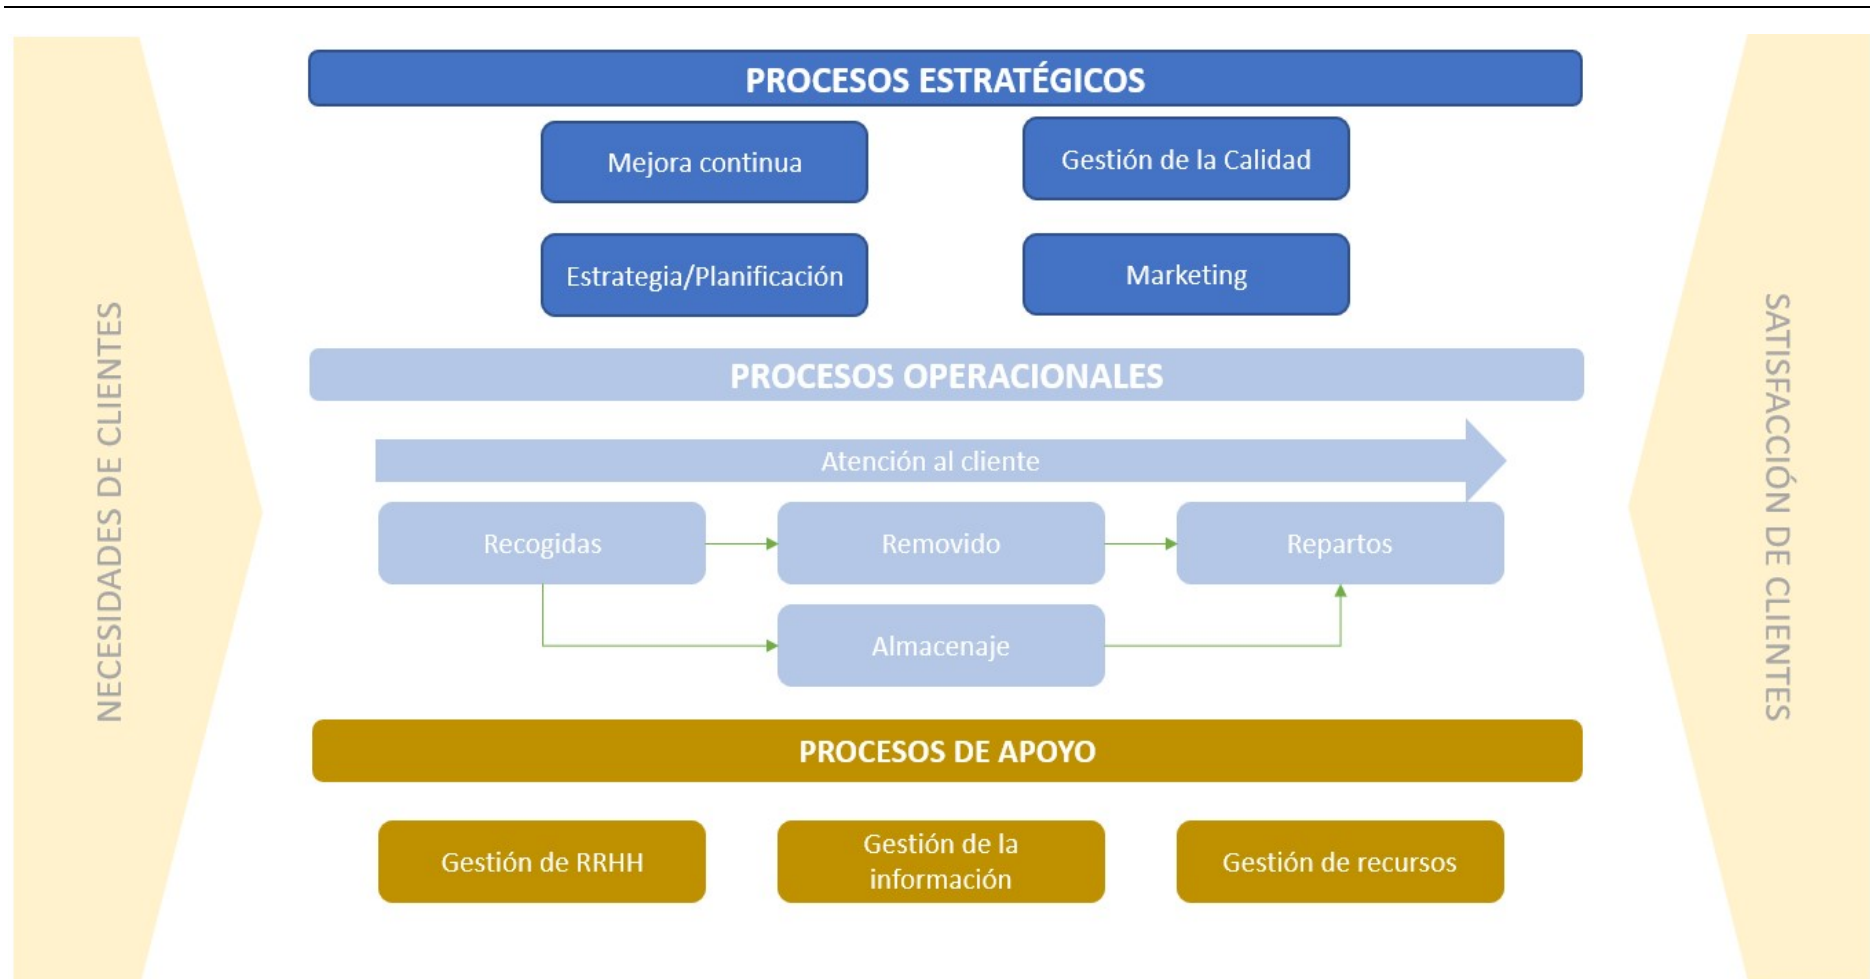 NECESIDADES DE CLIENTES
PROCESOS ESTRATÉGICOS
Mejora continua
Gestión de la Calidad
Estrategia/Planificación
Marketing
PROCESOS OPERACIONALES
Atención al cliente
Recogidas
Removido
Repartos
Almacenaje
PROCESOS DE APOYO
Gestión de RRHH
Gestión de la
información
Gestión de recursos
SATISFACCIÓN DE CLIENTES